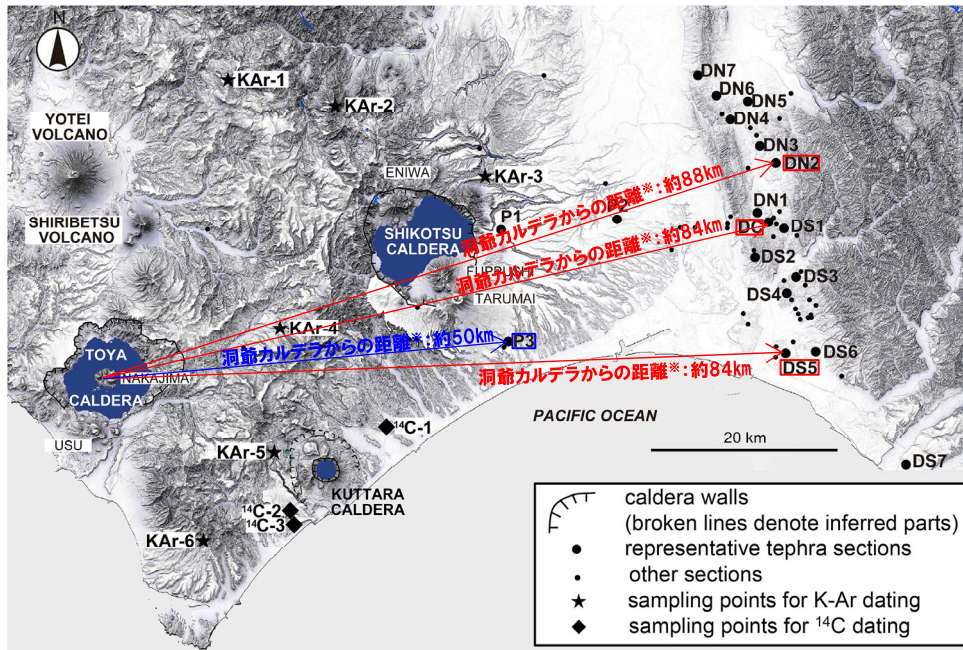 N
KAr-1
KAr-2
YOTEI
VOLCANO
SHIRIBETSU
VOLCANO
ENIWA
KAr-3
SHIKOTSU
CALDERA
P1
TARUMAI
DN7
DN6
DN5
DN4
DN3
DN2
DN1
DC
DS1
DS2
DS3
DS4
DS6
DS5
DS7
洞爺カルデラからの距離※:約88km
洞爺カルデラからの距離※:約84km
洞爺カルデラからの距離※:約50km
P3
洞爺カルデラからの距離※:約84km
KAr-4
TOYA
CALDERA
NAKAJIMA
USU
14C-1
KAr-5
KUTTARA
CALDERA
14C-2
14C-3
KAr-6
PACIFIC OCEAN
20 km
caldera walls
(broken lines denote inferred parts)
representative tephra sections
other sections
sampling points for K-Ar dating
sampling points for 14C dating